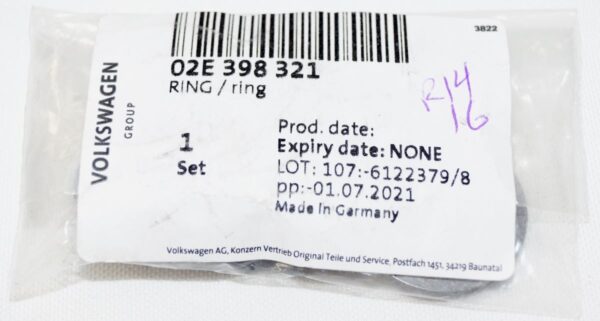 3822
02E 398 321
RING / ring
R14
16
VOLKSWAGEN
GROUP
1
Set
Prod. date:
Expiry date: NONE
LOT: 107:-6122379/8
pp:-01.07.2021
Made in Germany
Volkswagen AG, Konzern Vertrieb Original Teile und Service, Postfach 1451, 34219 Baunatal